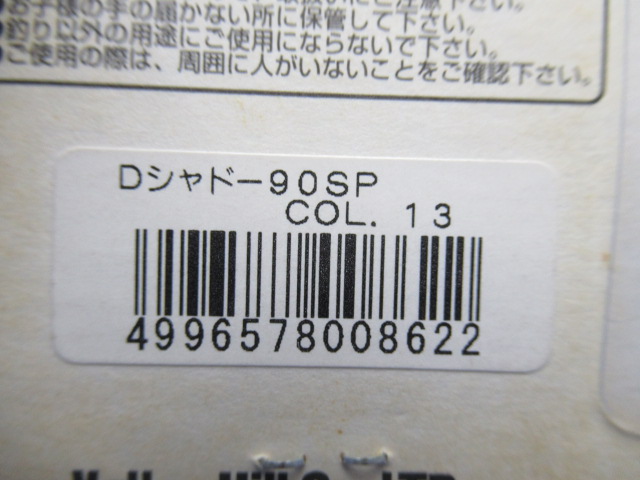 お子様の手の届かない所に保管して下さい。
釣り以外の用途にご使用にならないで下さい。
ご使用の際は、周囲に人がいないことをご確認下さい。
Dシャドー90SP
COL. 13
4996578008622